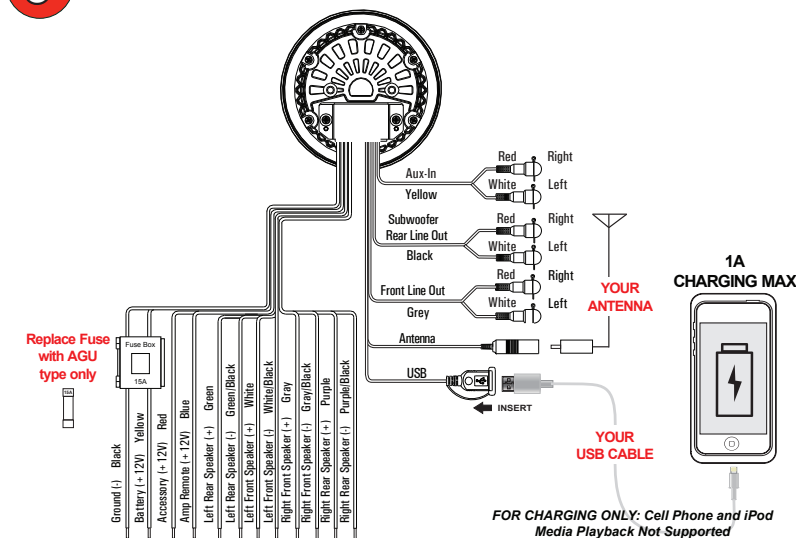 Aux-In
Yellow
Red
Right
White
Left
Subwoofer
Rear Line Out
Black
Red
Right
White
Left
Front Line Out
Grey
Red
Right
White
Left
YOUR
ANTENNA
1A
CHARGING MAX
Antenna
USB
INSERT
YOUR
USB CABLE
Replace Fuse
with AGU
type only
15A
Fuse Box
15A
Ground (-) Black
Battery (+ 12V) Yellow
Accessory (+ 12V) Red
Amp Remote (+ 12V) Blue
Left Rear Speaker (+) Green
Left Rear Speaker (-) Green/Black
Left Front Speaker (+) White
Left Front Speaker (-) White/Black
Right Front Speaker (+) Gray
Right Front Speaker (-) Gray/Black
Right Rear Speaker (+) Purple
Right Rear Speaker (-) Purple/Black
FOR CHARGING ONLY: Cell Phone and iPod
Media Playback Not Supported